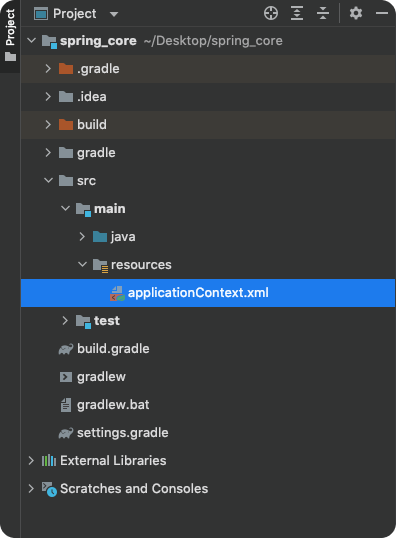 Project
Project
spring_core ~/Desktop/spring_core
.gradle
.idea
build
gradle
src
main
java
resources
applicationContext.xml
test
build.gradle
gradlew
gradlew.bat
settings.gradle
External Libraries
Scratches and Consoles